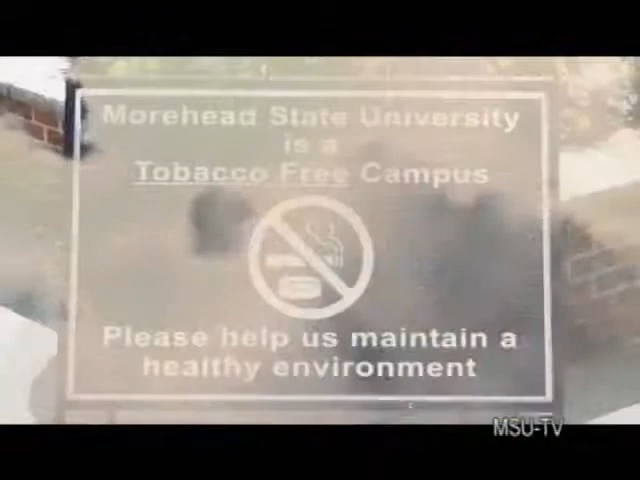 Morehead State University
is a
Tobacco Free Campus
Please help us maintain a
healthy environment
MSU-TV